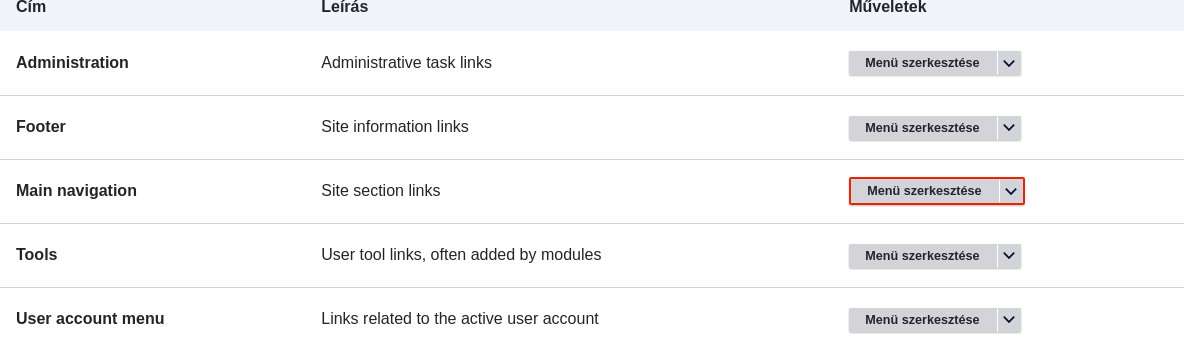 Cím Leírás Műveletek
Administration Administrative task links Menü szerkesztése
Footer Site information links Menü szerkesztése
Main navigation Site section links Menü szerkesztése
Tools User tool links, often added by modules Menü szerkesztése
User account menu Links related to the active user account Menü szerkesztése